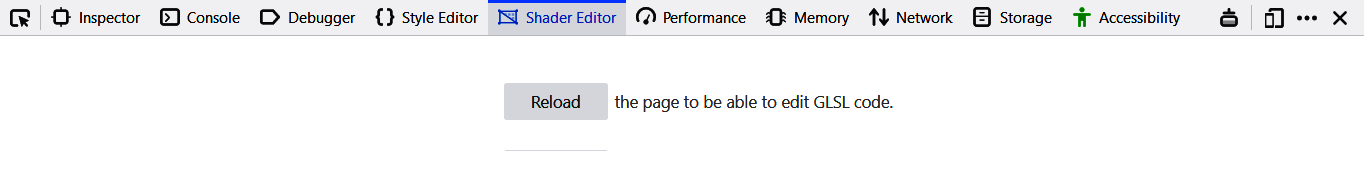 Inspector Console Debugger Style Editor Shader Editor Performance Memory Network Storage Accessibility
Reload the page to be able to edit GLSL code.